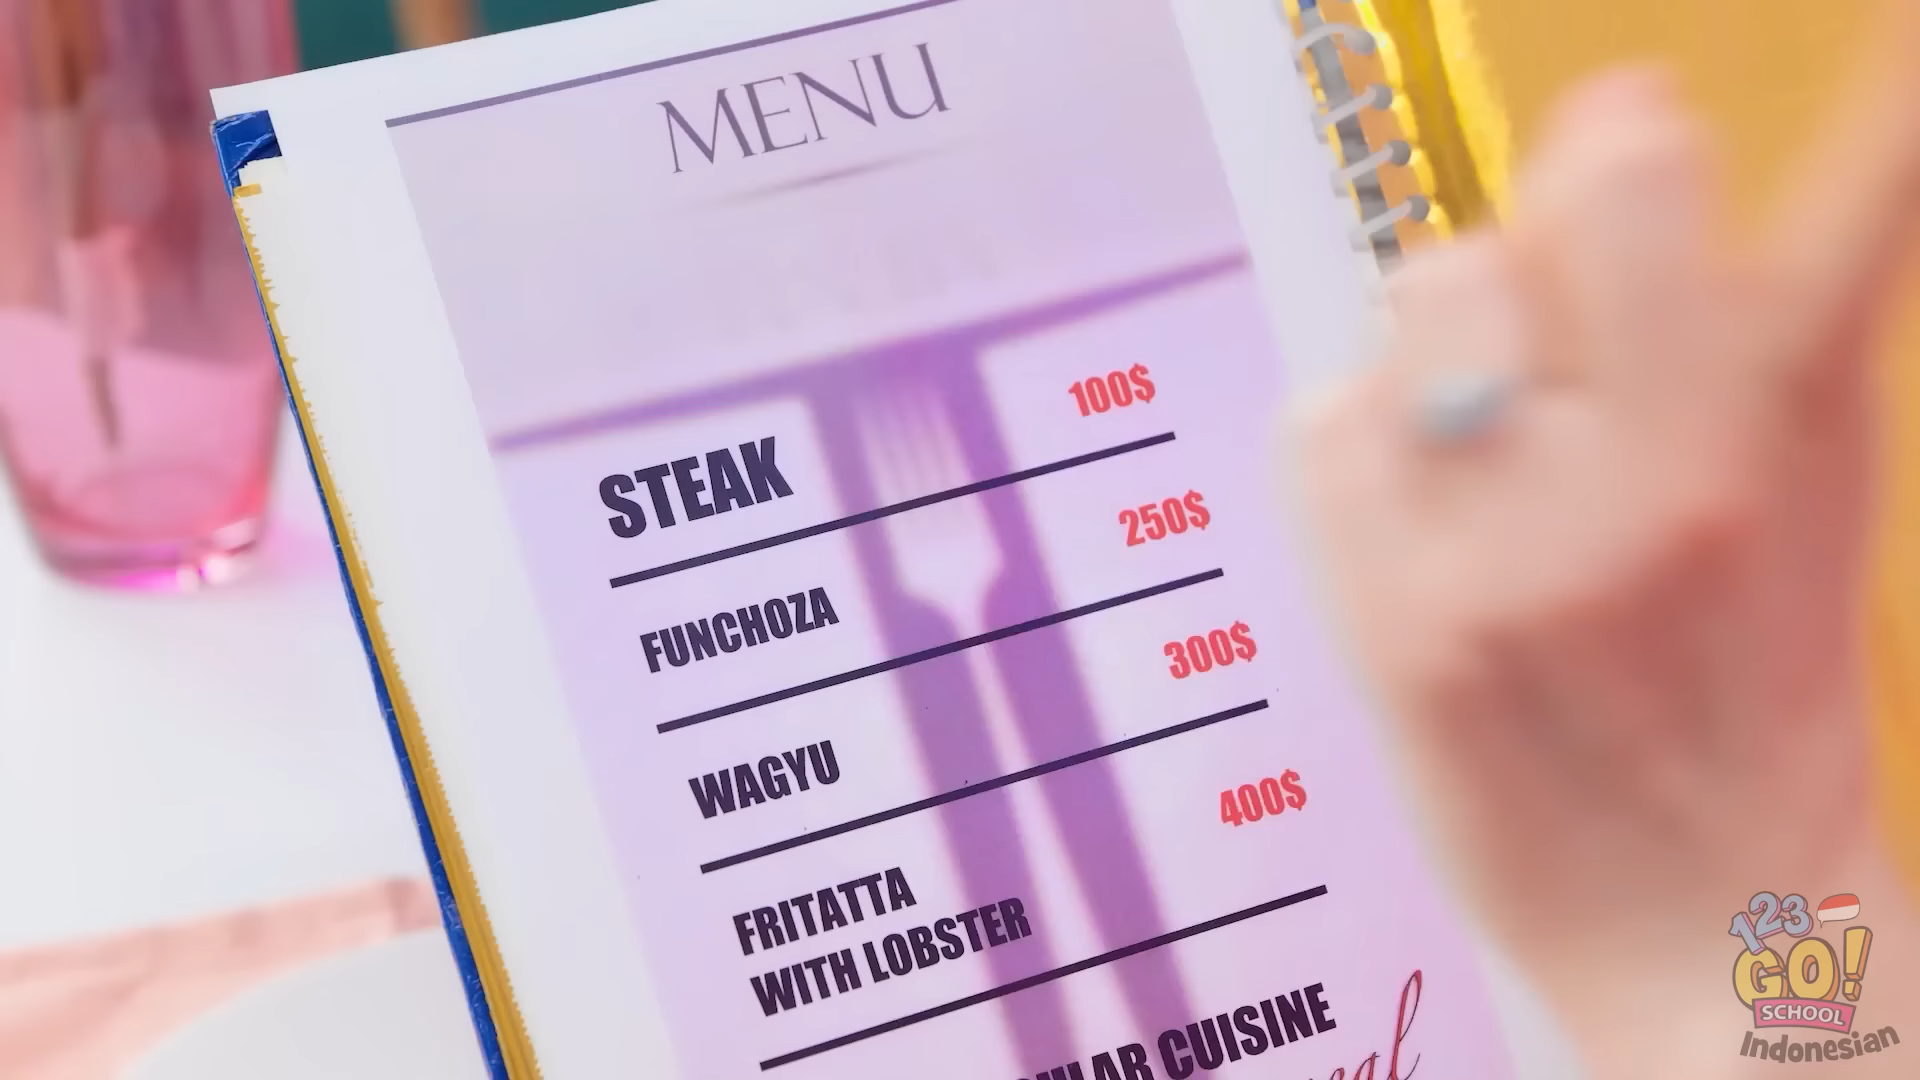 MENU
STEAK 100$
FUNCHOZA 250$
WAGYU 300$
FRITATTA 400$
WITH LOBSTER
CUISINE
123
GO!
SCHOOL
Indonesian